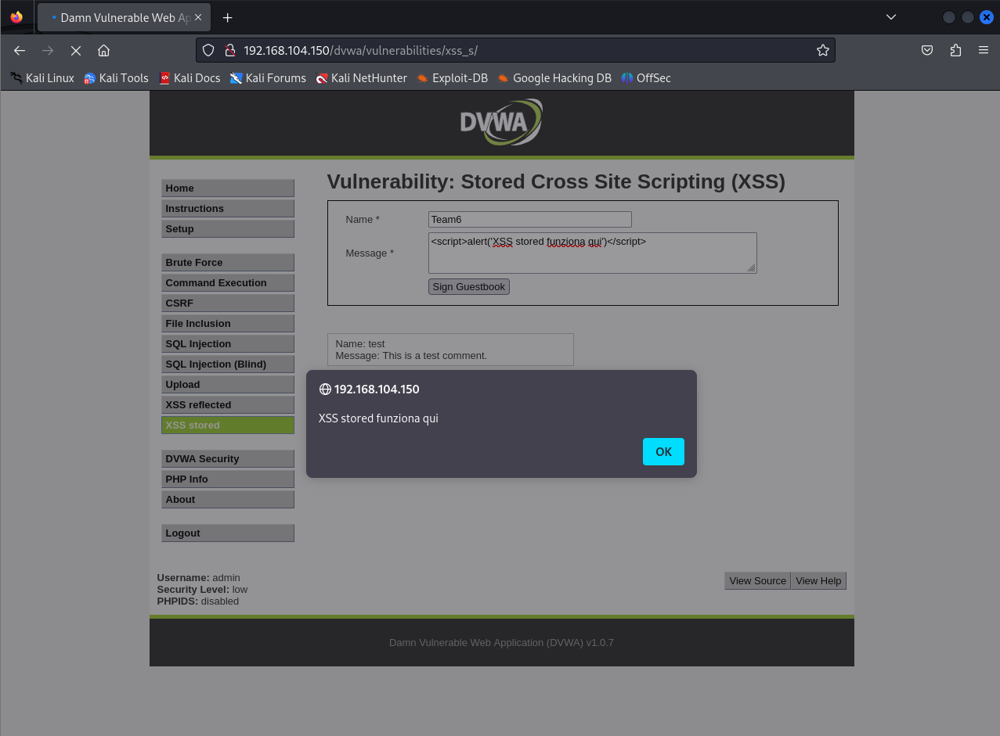 Damn Vulnerable Web Ap
192.168.104.150/dvwa/vulnerabilities/xss_s/
Kali Linux Kali Tools Kali Docs Kali Forums Kali NetHunter Exploit-DB Google Hacking DB OffSec
DVWA
Vulnerability: Stored Cross Site Scripting (XSS)
Home
Instructions
Setup
Brute Force
Command Execution
CSRF
File Inclusion
SQL Injection
SQL Injection (Blind)
Upload
XSS reflected
XSS stored
DVWA Security
PHP Info
About
Logout
Name * Team6
Message * <script>alert('XSS stored funziona qui')</script>
Sign Guestbook
Name: test
Message: This is a test comment.
192.168.104.150
XSS stored funziona qui
OK
Username: admin
Security Level: low
PHPIDS: disabled
View Source View Help
Damn Vulnerable Web Application (DVWA) v1.0.7